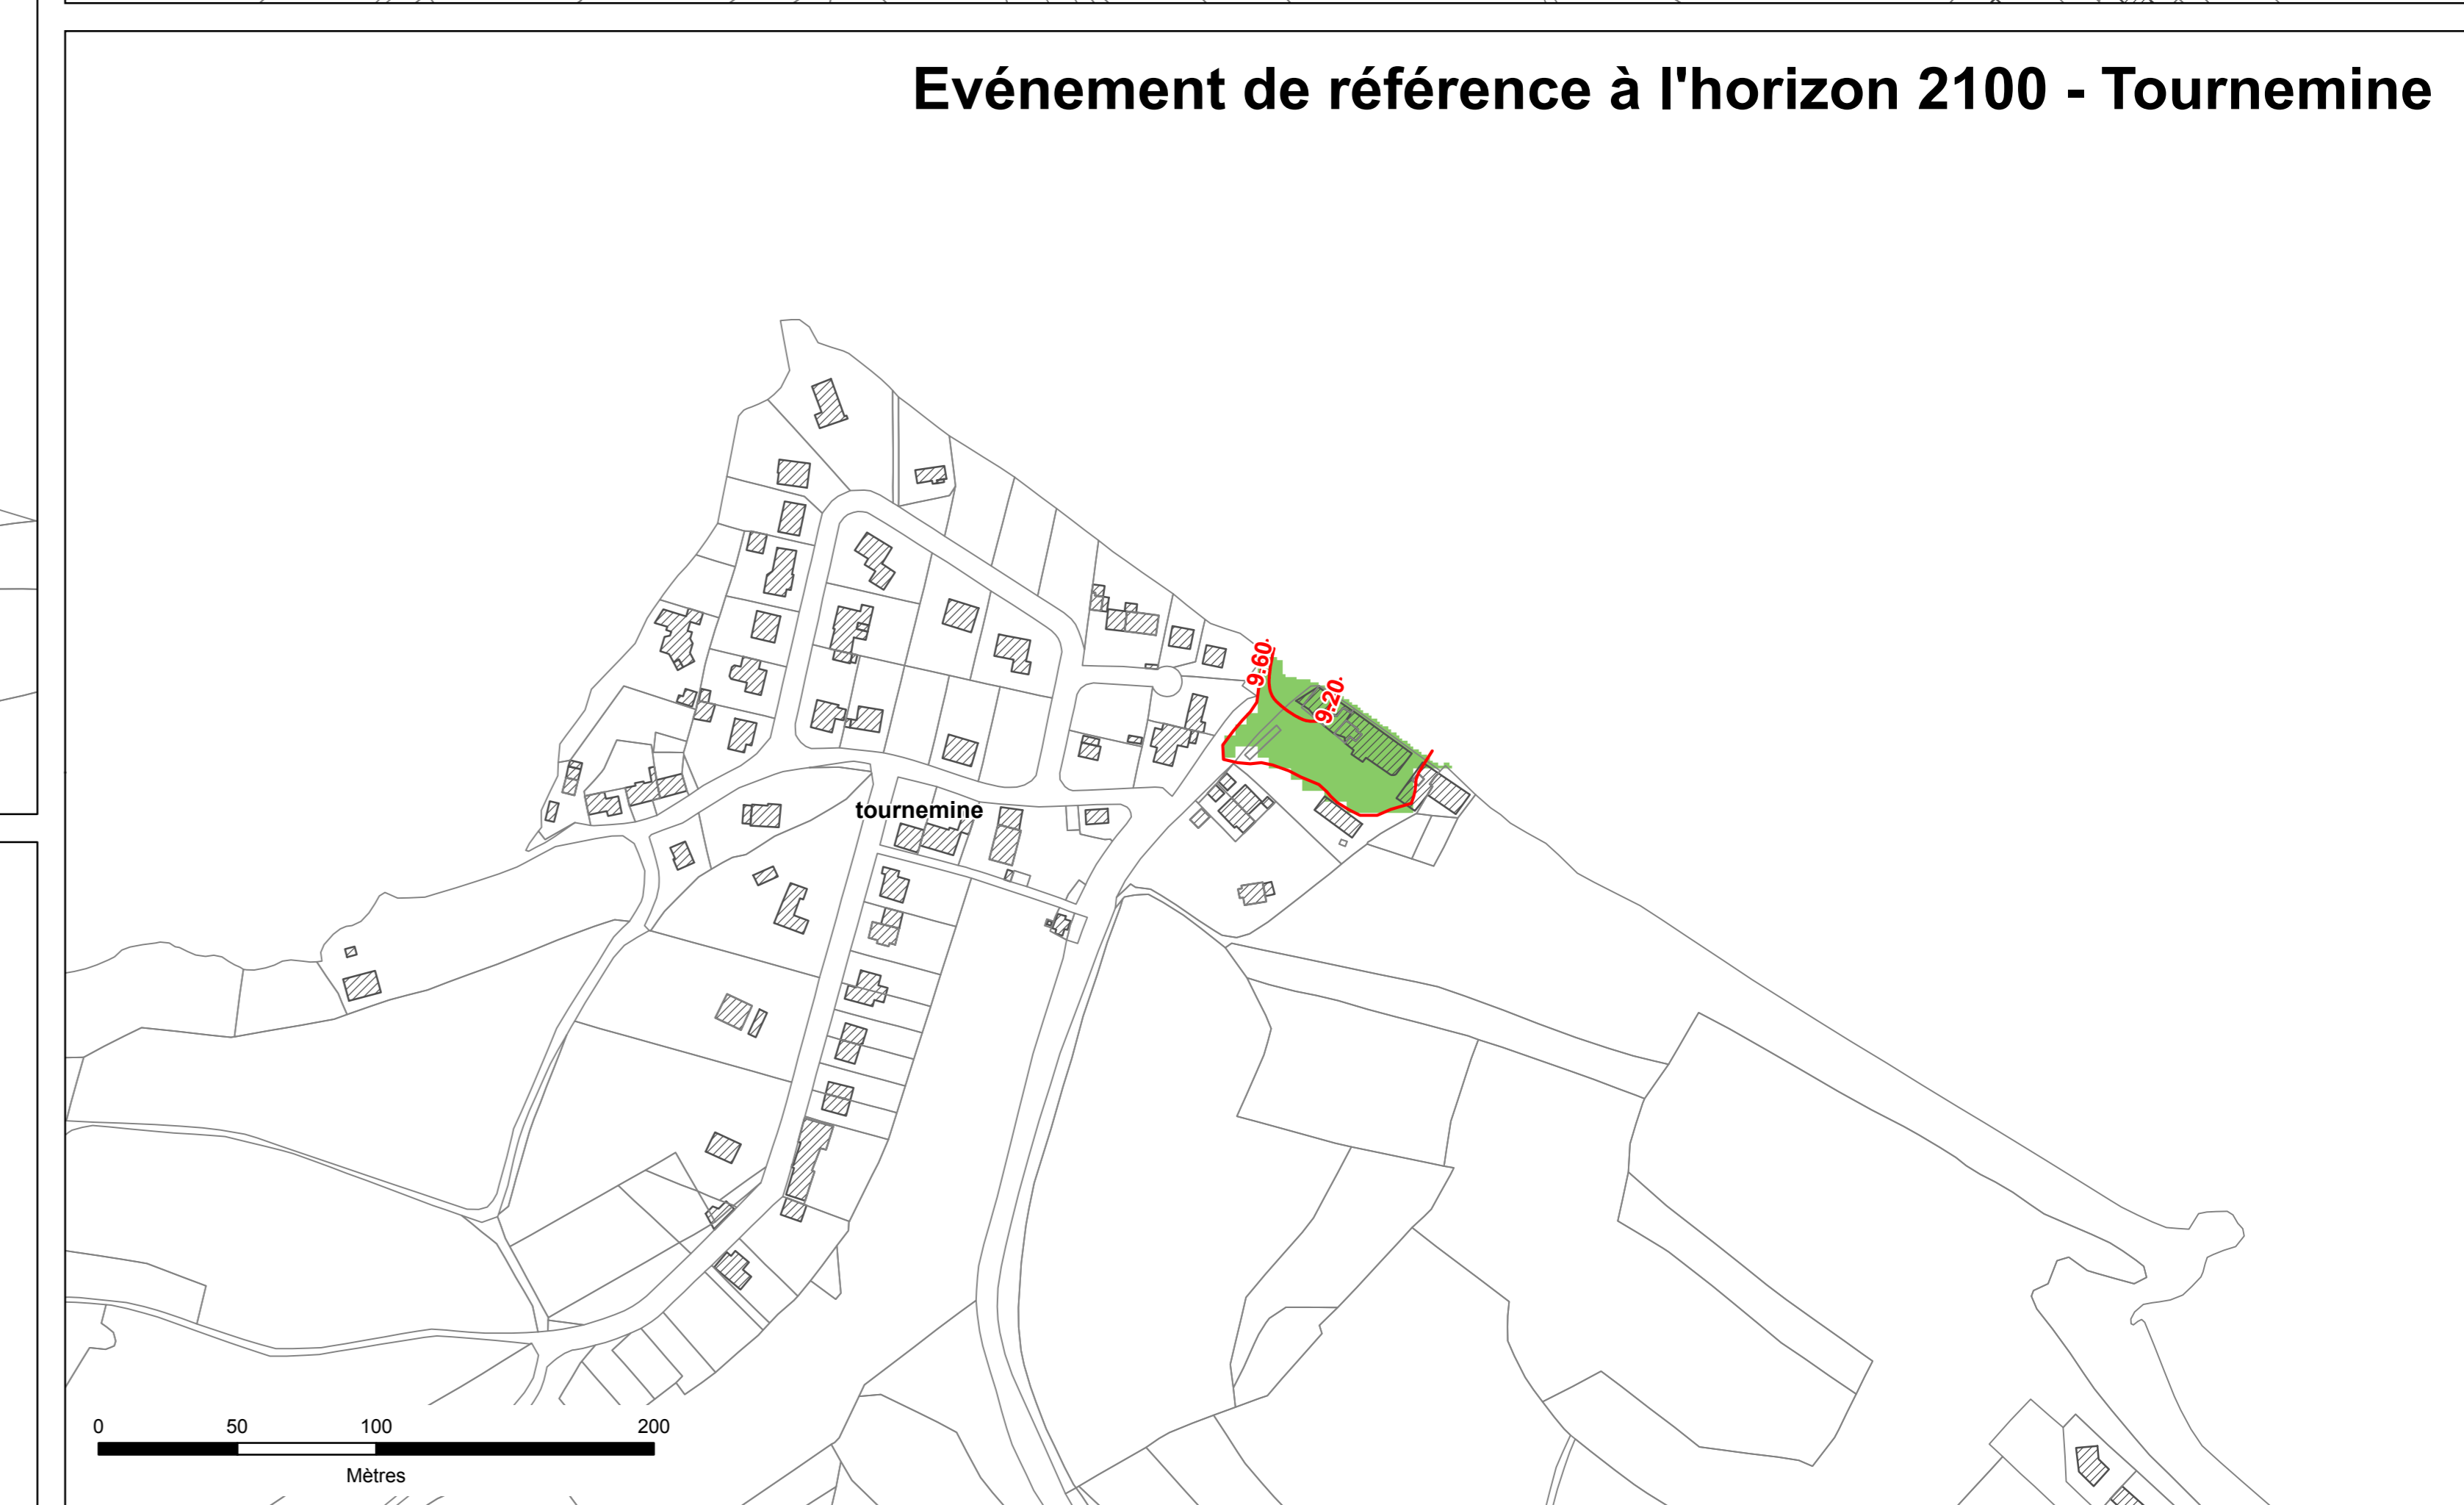 Evénement de référence à l'horizon 2100 - Tournemine
9.60
9.20
tournemine
0 50 100 200
Mètres